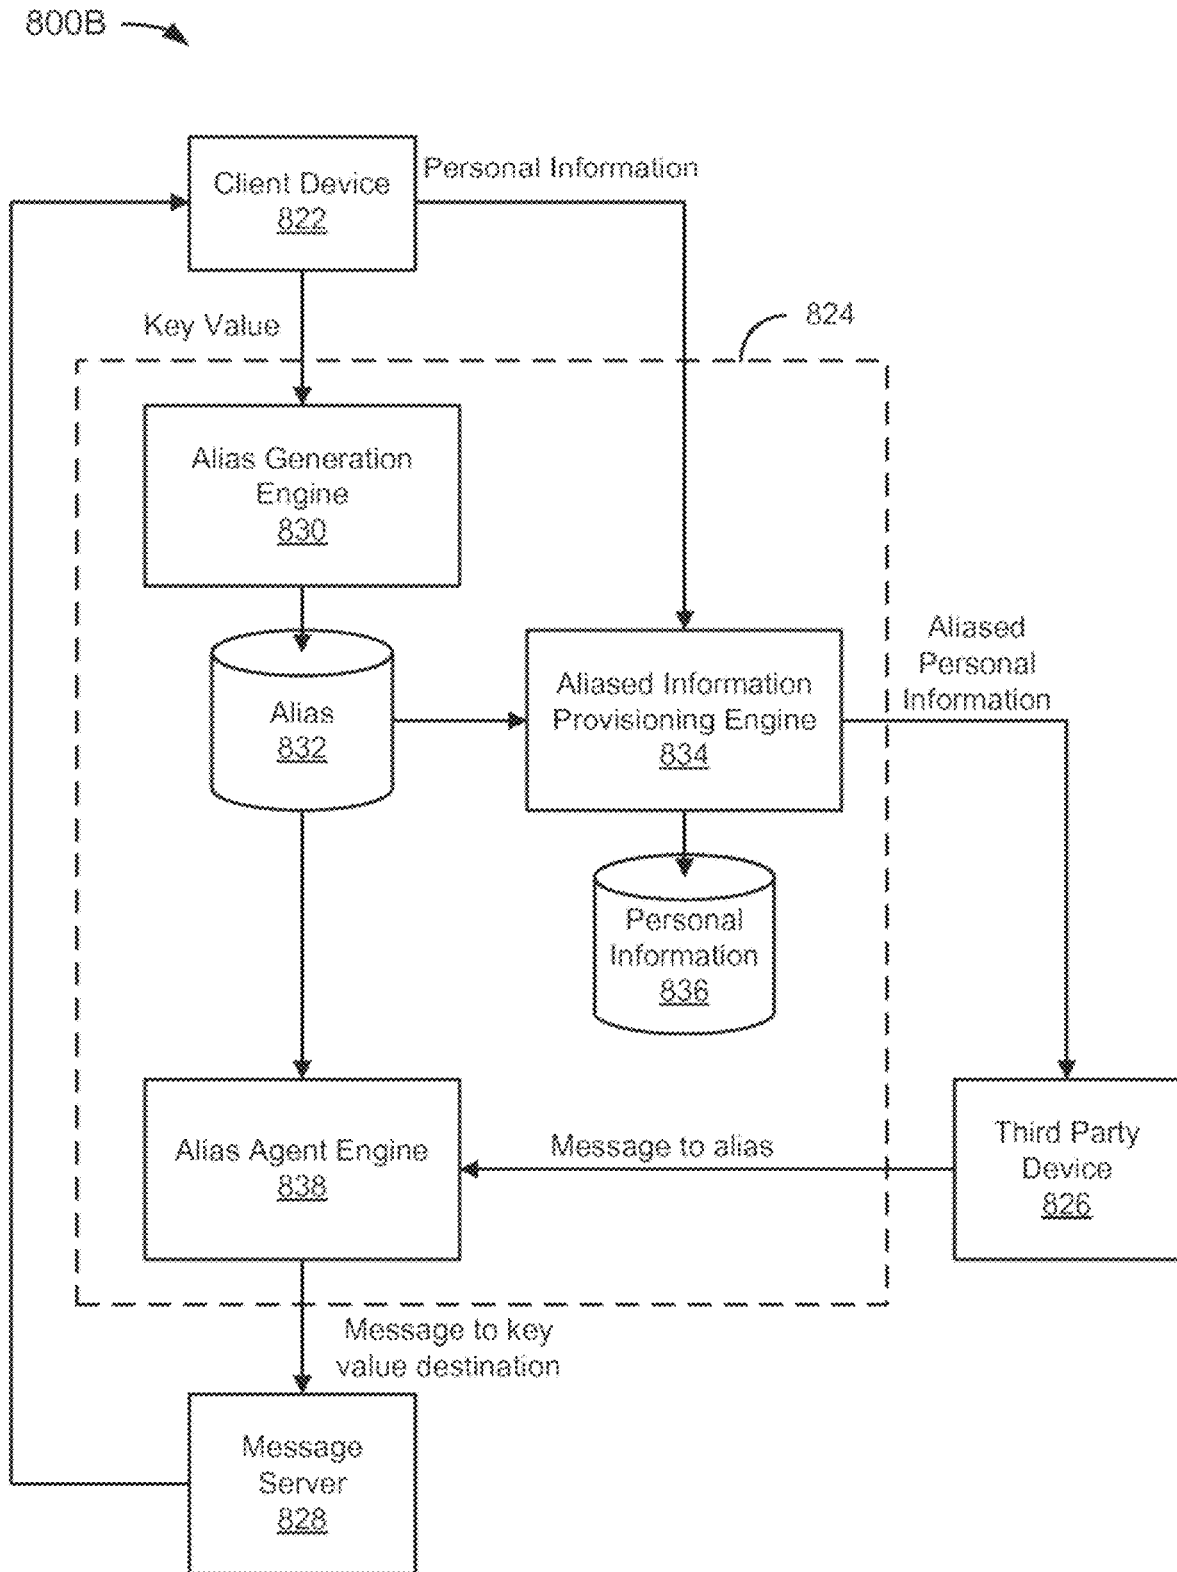 800B
Client Device
822
Personal Information
Key Value
824
Alias Generation
Engine
830
Alias
832
Aliased Information
Provisioning Engine
834
Aliased
Personal
Information
Personal
Information
836
Alias Agent Engine
838
Message to alias
Third Party
Device
826
Message to key
value destination
Message
Server
828